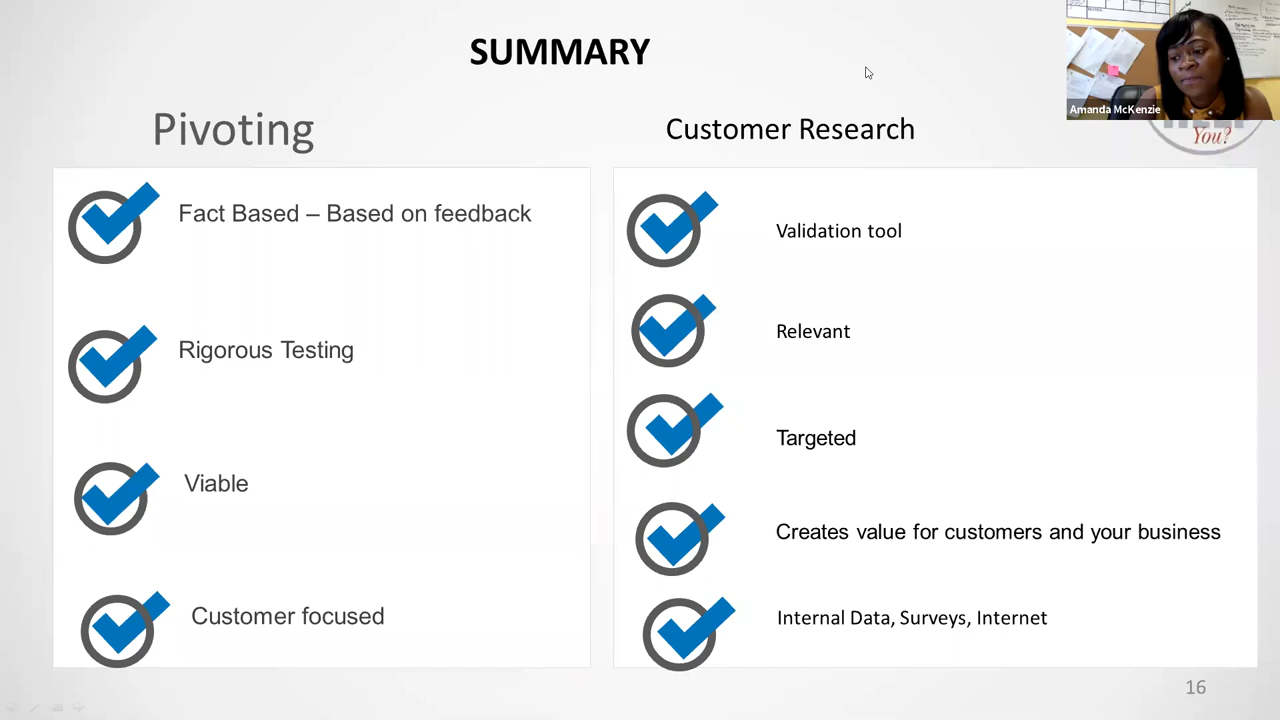 SUMMARY
Amanda McKenzie
You?
Pivoting
Customer Research
Fact Based – Based on feedback
Rigorous Testing
Viable
Customer focused
Validation tool
Relevant
Targeted
Creates value for customers and your business
Internal Data, Surveys, Internet
16